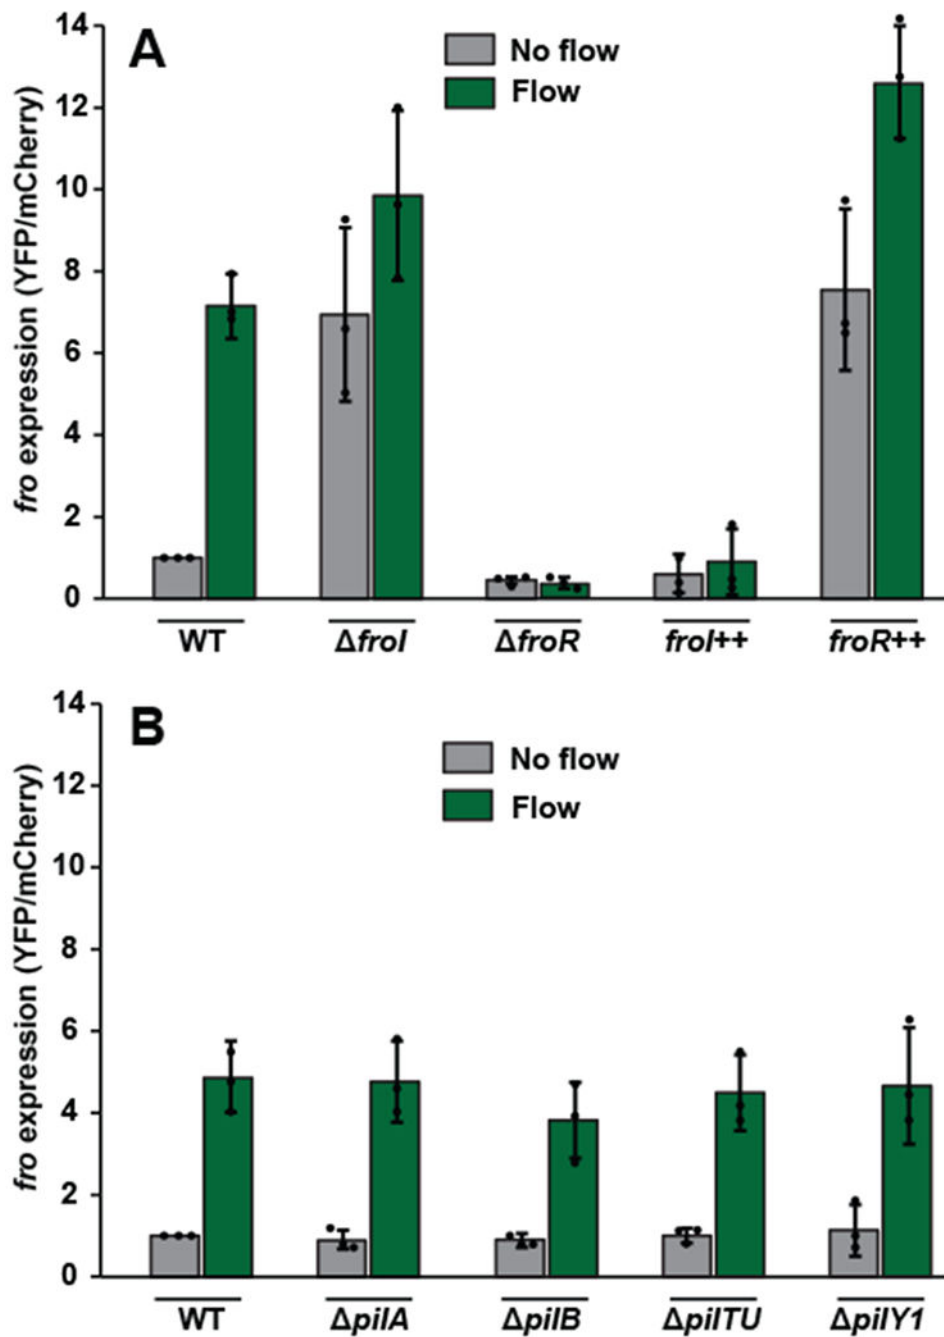 A
No flow
Flow
fro expression (YFP/mCherry)
14
12
10
8
6
4
2
0
WT
ΔfroI
ΔfroR
froI++
froR++
B
No flow
Flow
fro expression (YFP/mCherry)
14
12
10
8
6
4
2
0
WT
ΔpilA
ΔpilB
ΔpilTU
ΔpilY1